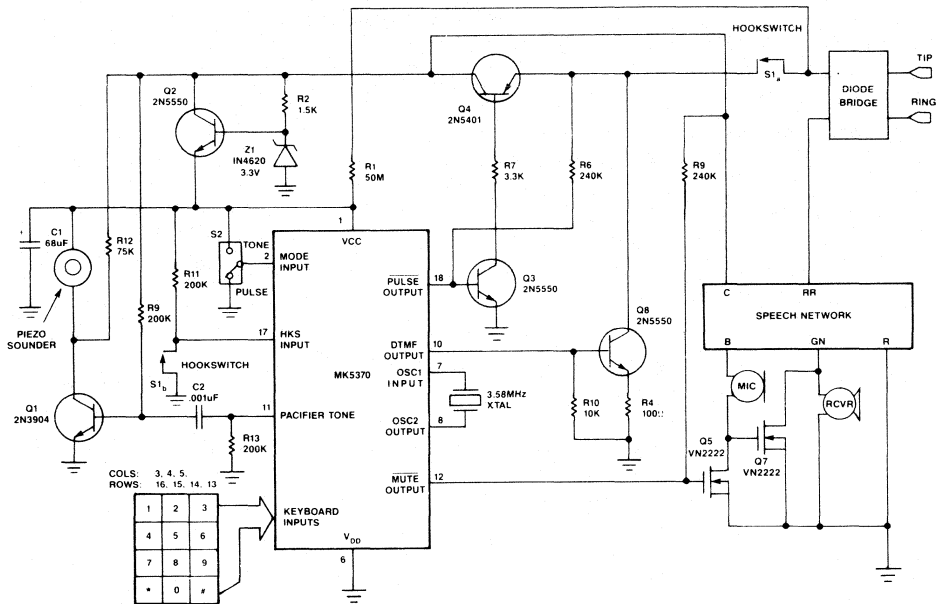 HOOKSWITCH
S1a
TIP
RING
DIODE
BRIDGE
Q2
2N5550
R2
1.5K
Z1
IN4620
3.3V
Q4
2N5401
R1
50M
R7
3.3K
R6
240K
R9
240K
C1
68uF
+
R12
75K
R9
200K
R11
200K
S2
TONE
PULSE
PIEZO
SOUNDER
HOOKSWITCH
S1b
C2
.001uF
Q1
2N3904
R13
200K
1
VCC
2
MODE
INPUT
17
HKS
INPUT
11
PACIFIER TONE
MK5370
PULSE
OUTPUT
18
DTMF
OUTPUT
10
OSC1
INPUT
7
OSC2
OUTPUT
8
MUTE
OUTPUT
12
KEYBOARD
INPUTS
VDD
6
3.58MHz
XTAL
Q3
2N5550
Q8
2N5550
R10
10K
R4
100Ω
C
RR
SPEECH NETWORK
B
GN
R
MIC
RCVR
Q5
VN2222
Q7
VN2222
COLS: 3, 4, 5.
ROWS: 16. 15. 14. 13
1 2 3
4 5 6
7 8 9
* 0 #